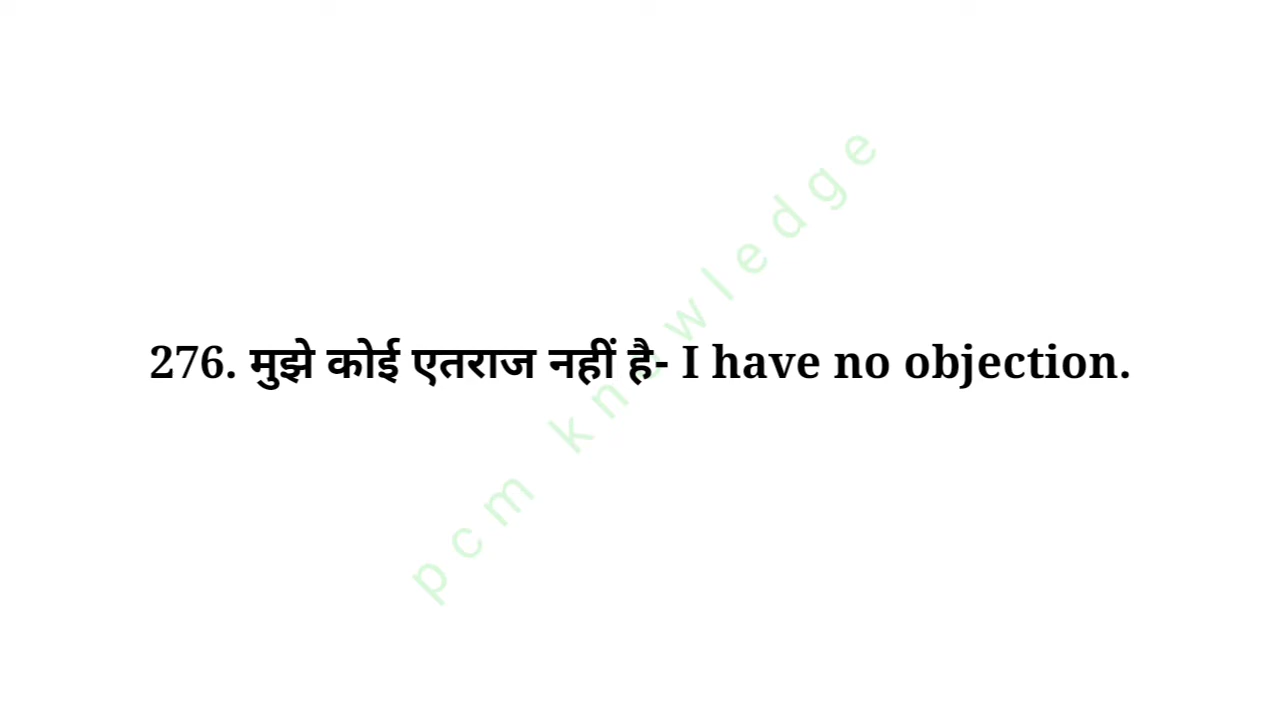 276. मुझे कोई एतराज नहीं है- I have no objection.
pcm knowledge